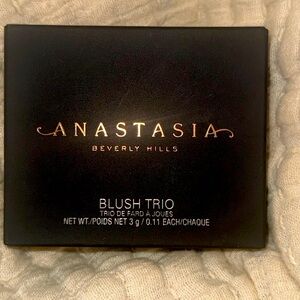 ANASTASIA
BEVERLY HILLS
BLUSH TRIO
TRIO DE FARD À JOUES
NET WT./POIDS NET 3 g / 0.11 EACH/CHAQUE